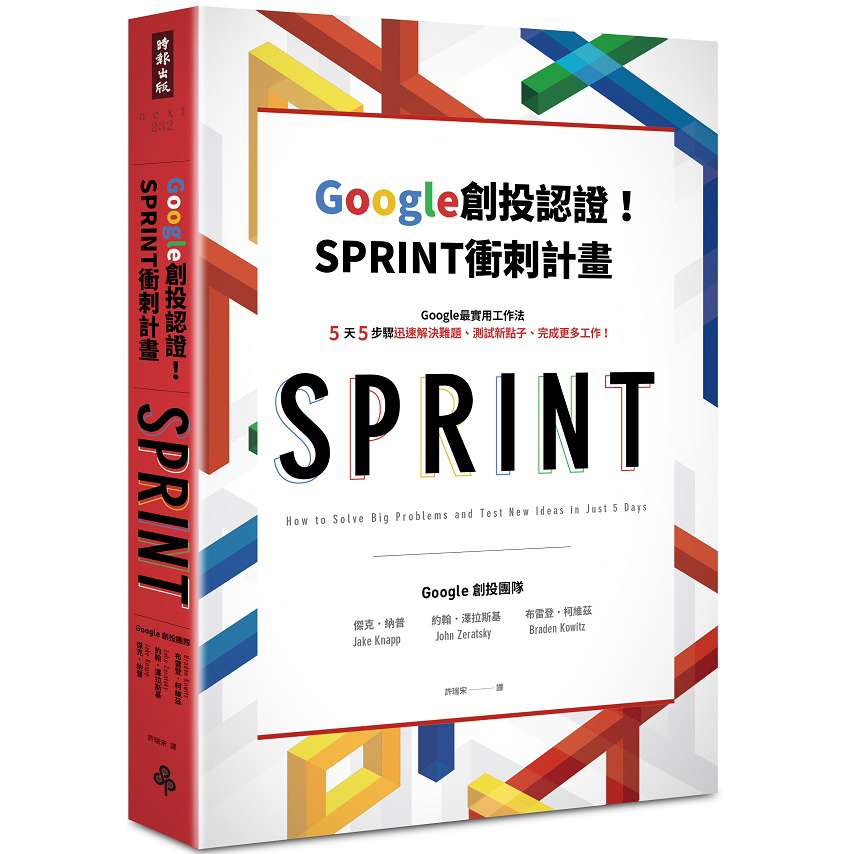 時報出版
next
232
Google創投認證！
SPRINT衝刺計畫
SPRINT
Google 創投團隊
傑克・納普
Jake Knapp
約翰・澤拉斯基
John Zeratsky
布雷登・柯維茲
Braden Kowitz
許瑞宋 譯
Google創投認證！
SPRINT衝刺計畫
Google最實用工作法
5 天 5 步驟迅速解決難題、測試新點子、完成更多工作！
SPRINT
How to Solve Big Problems and Test New Ideas in Just 5 Days
Google 創投團隊
傑克・納普 約翰・澤拉斯基 布雷登・柯維茲
Jake Knapp John Zeratsky Braden Kowitz
許瑞宋——譯